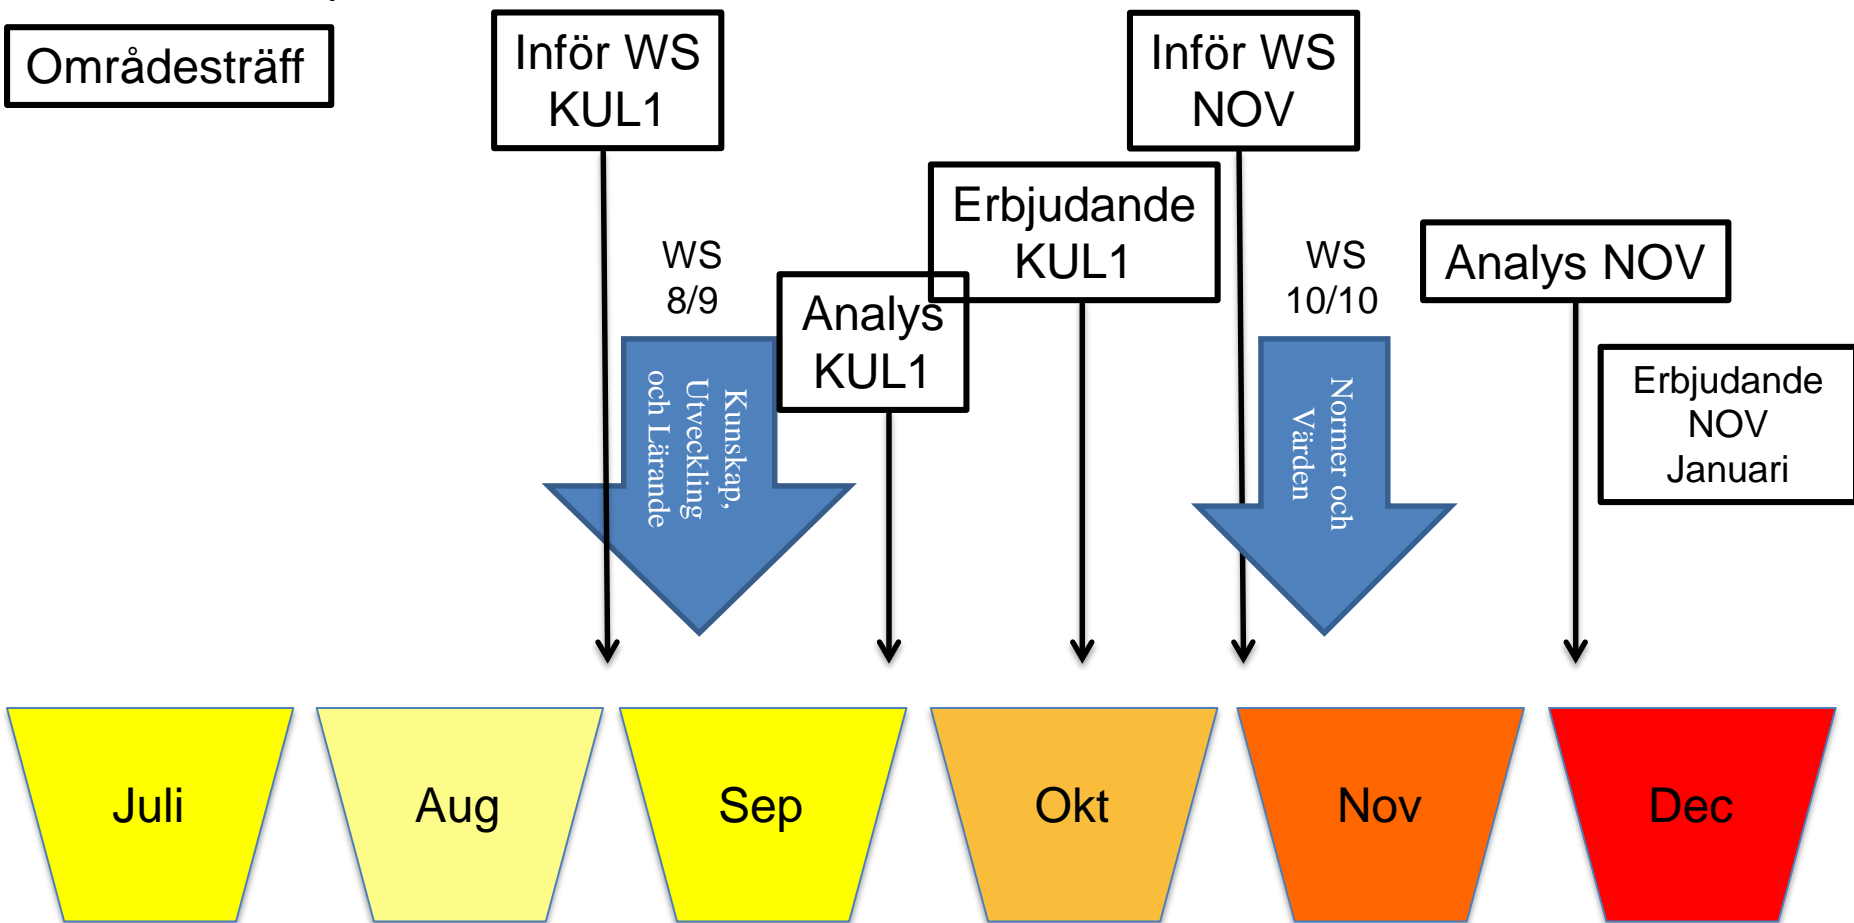 Områdesträff
Inför WS
KUL1
Inför WS
NOV
Erbjudande
KUL1
WS
8/9
Analys
KUL1
WS
10/10
Analys NOV
Erbjudande
NOV
Januari
Kunskap,
Utveckling
och Lärande
Normer och
Värden
Juli
Aug
Sep
Okt
Nov
Dec